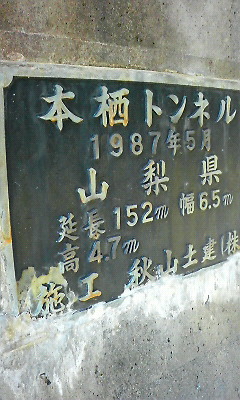 本栖トンネル
1987年5月
山梨県
延長152m 幅6.5m
高4.7m
施工 秋山土建(株